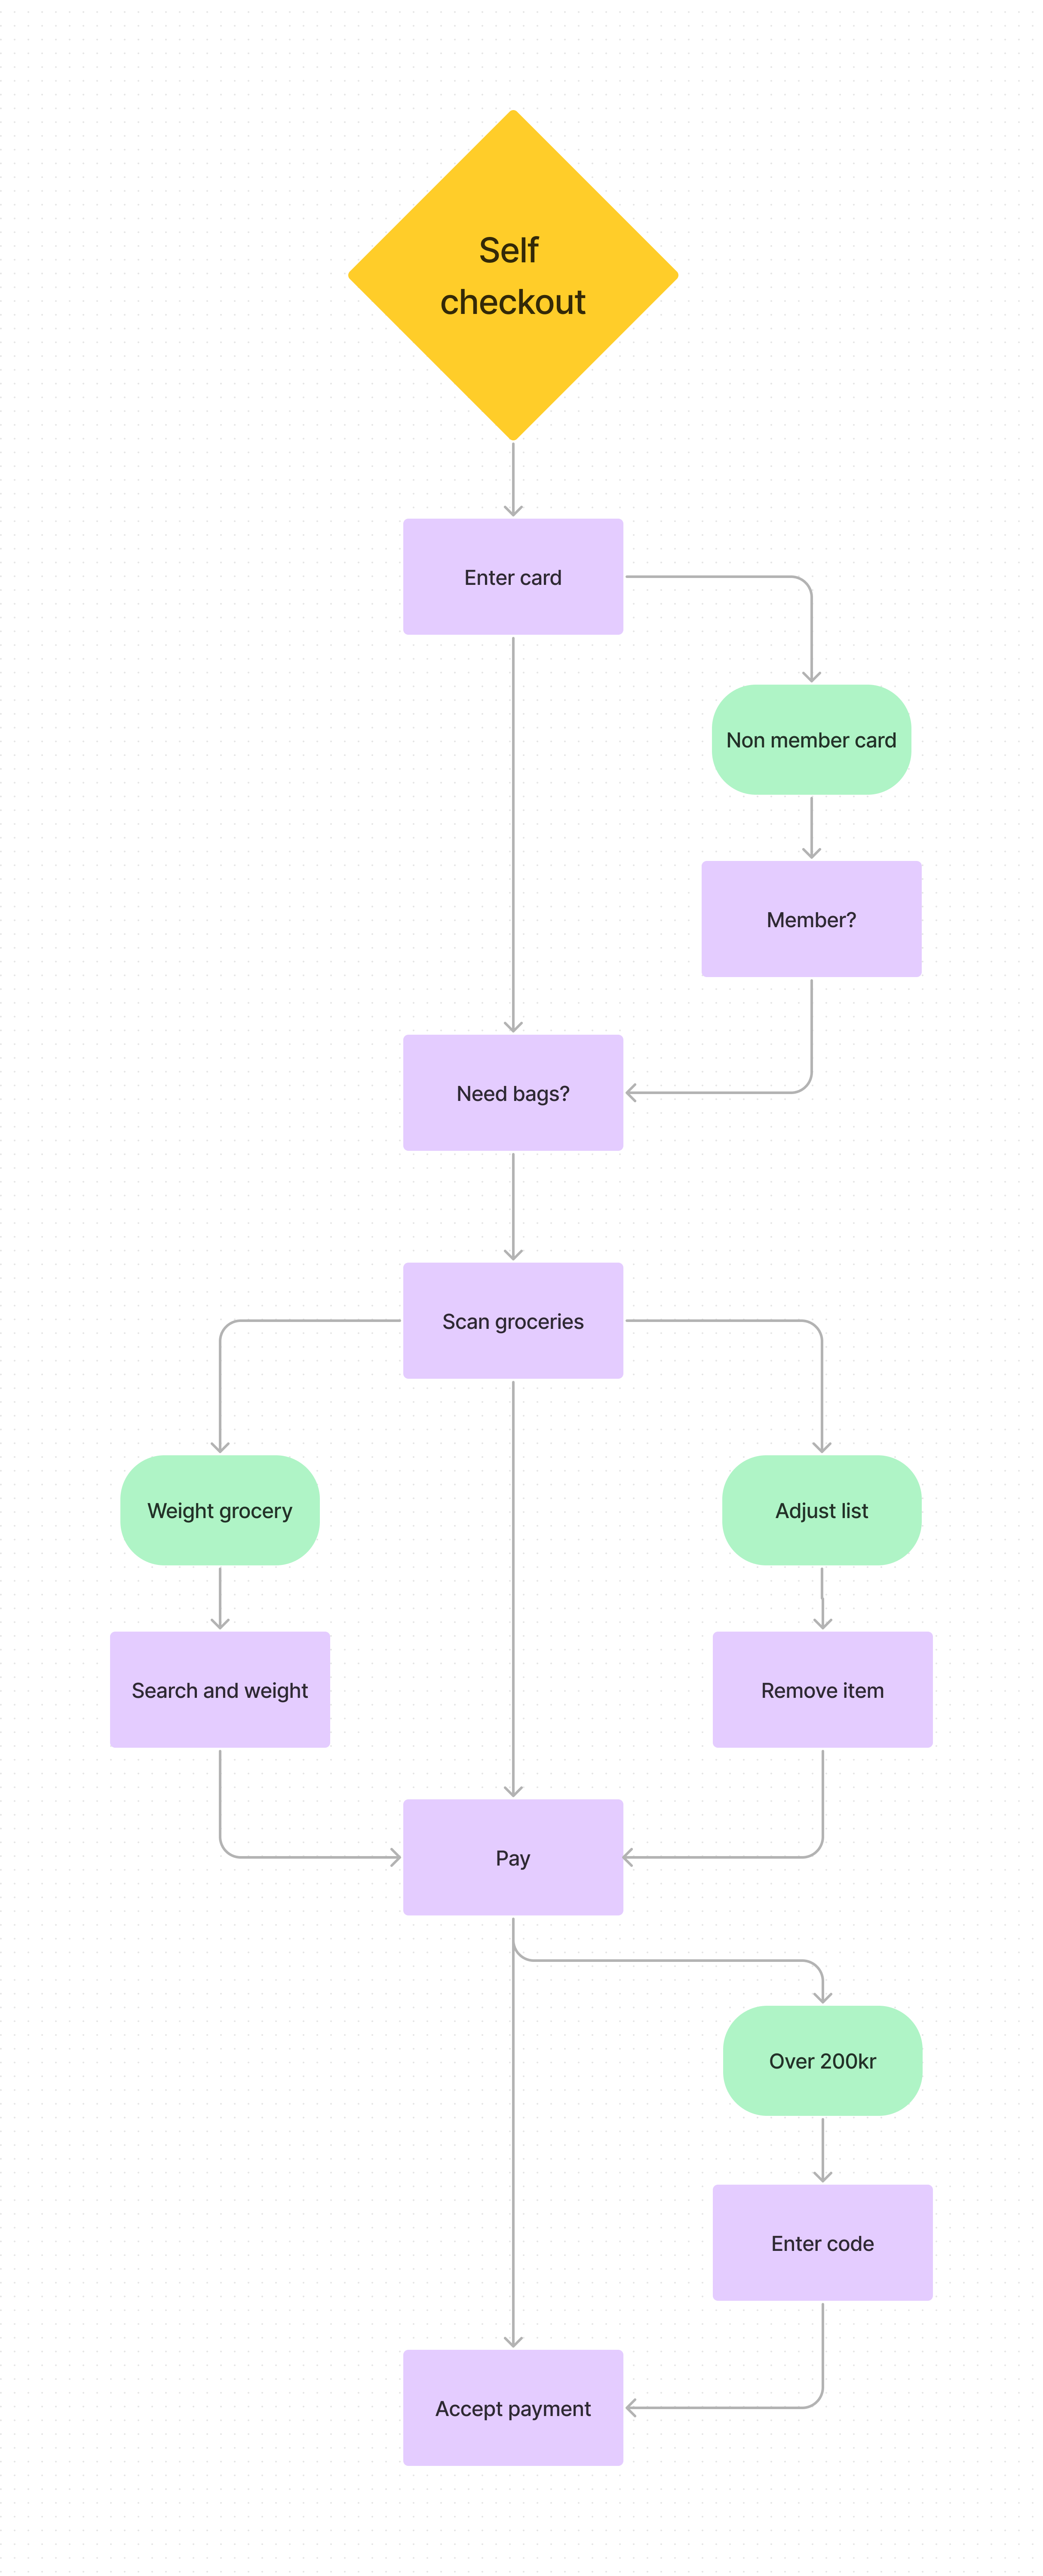 Self
checkout
Enter card
Non member card
Member?
Need bags?
Scan groceries
Weight grocery
Adjust list
Search and weight
Remove item
Pay
Over 200kr
Enter code
Accept payment